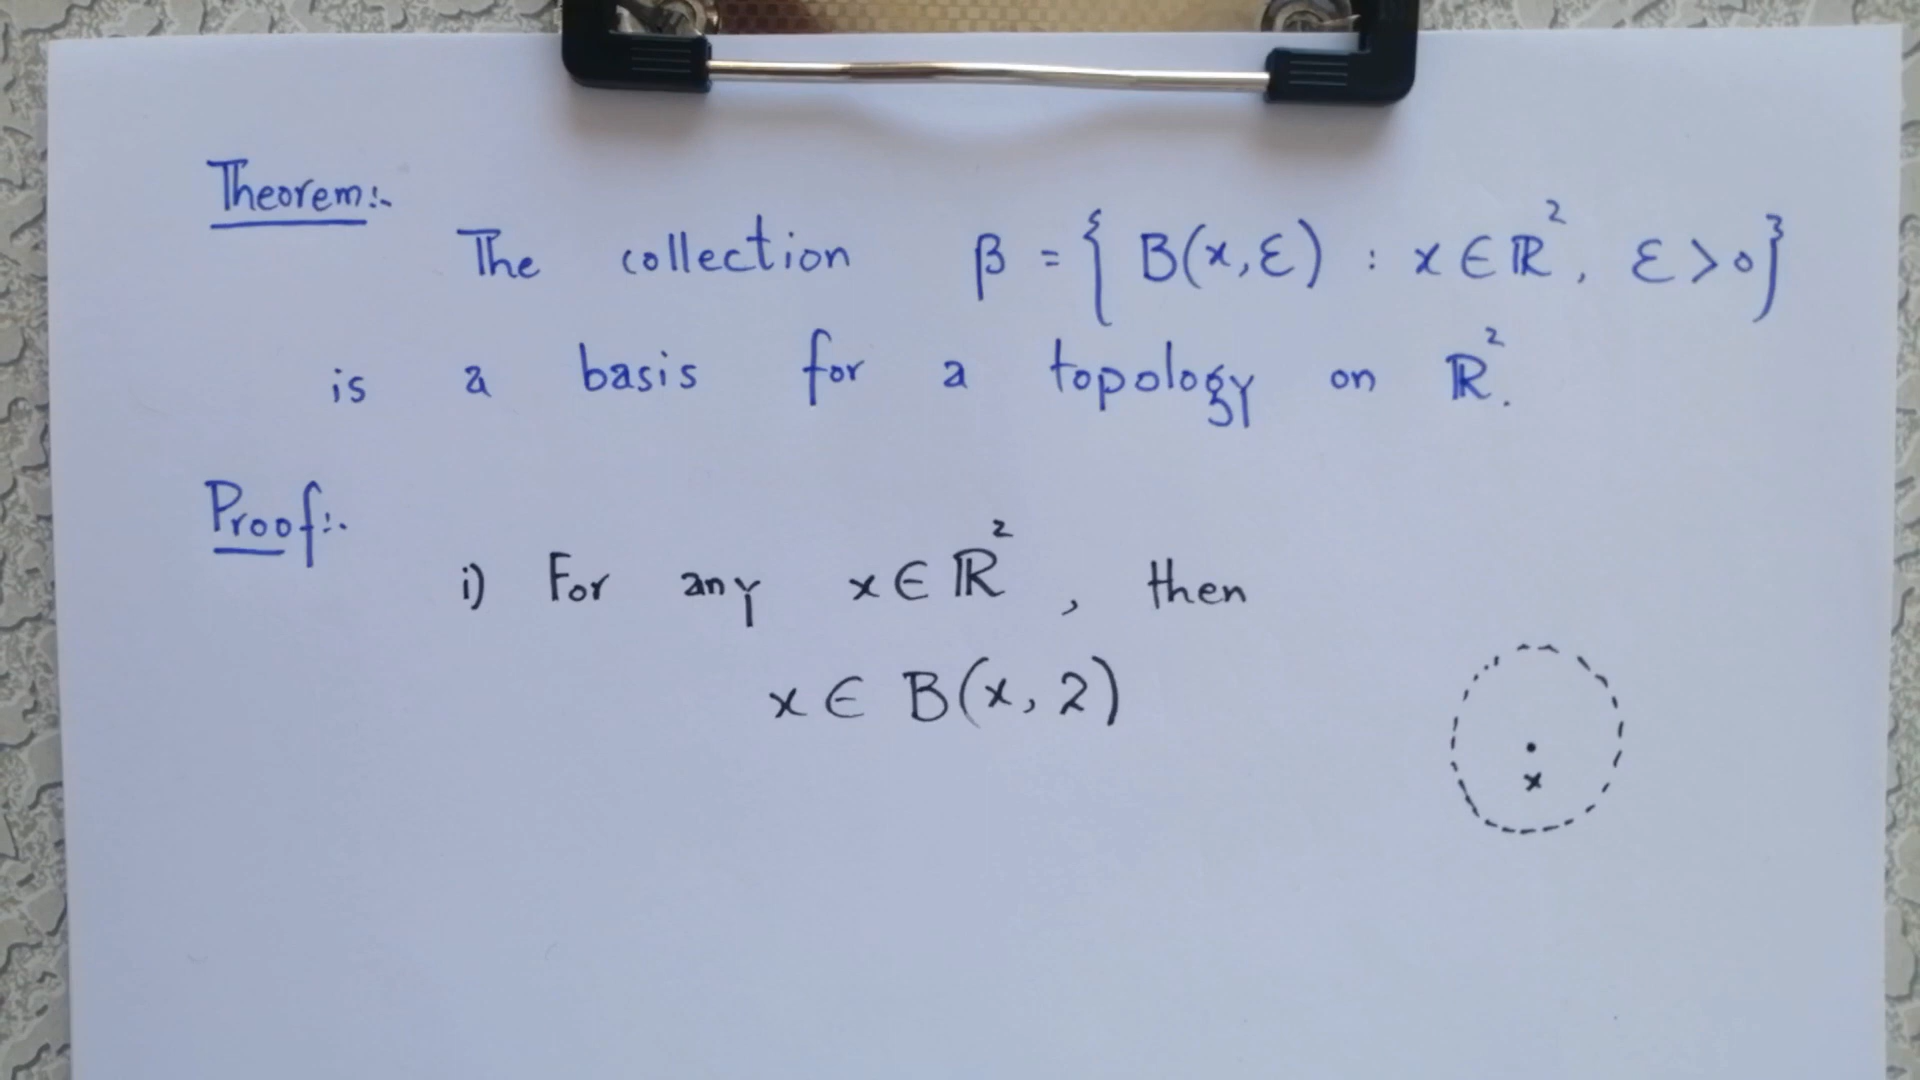 Theorem:-
The collection β = { B(x, ε) : x ∈ ℝ², ε > 0 }
is a basis for a topology on ℝ².
Proof:-
i) For any x ∈ ℝ² , then
x ∈ B(x, 2)
x